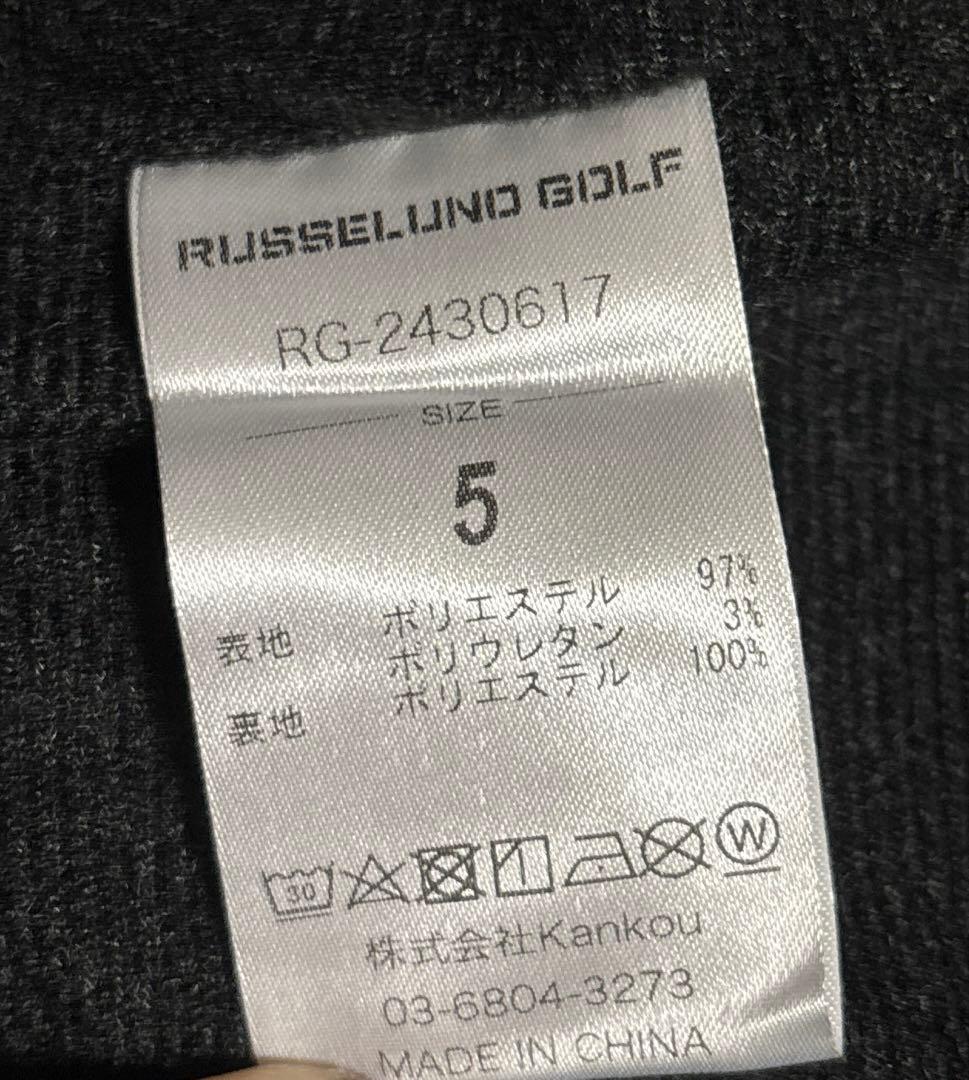 RUSSELUNO GOLF
RG-2430617
SIZE
5
表地 ポリエステル 97%
ポリウレタン 3%
裏地 ポリエステル 100%
30 W
株式会社Kankou
03-6804-3273
MADE IN CHINA